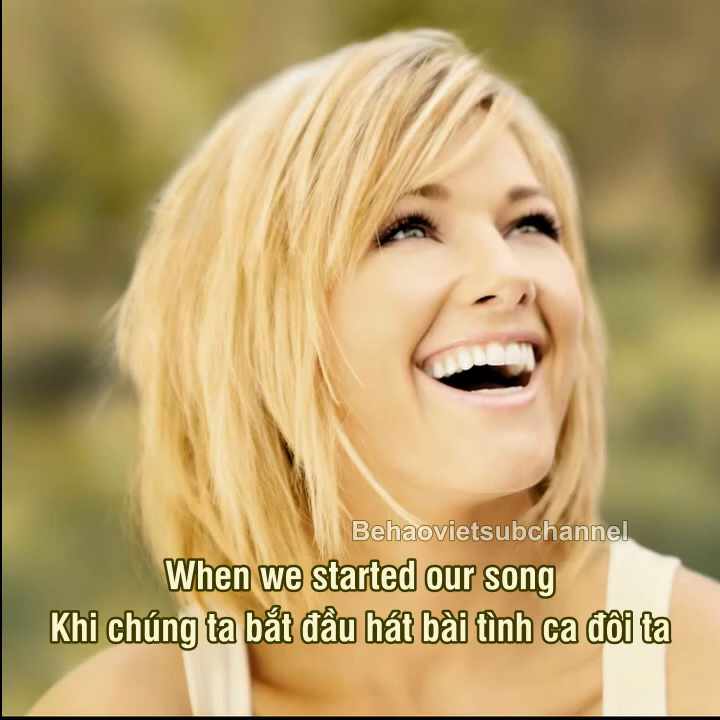 Behaovietsubchannel
When we started our song
Khi chúng ta bắt đầu hát bài tình ca đôi ta